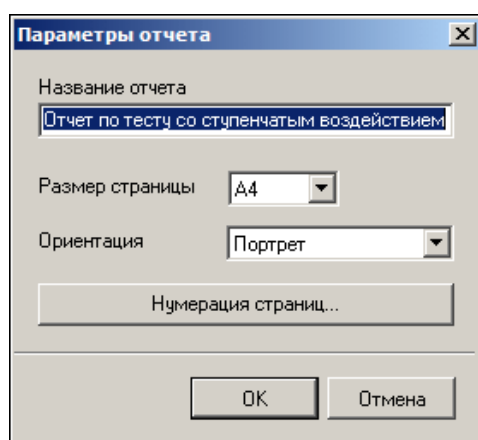 Параметры отчета
Название отчета
Отчет по тесту со ступенчатым воздействием
Размер страницы A4
Ориентация Портрет
Нумерация страниц...
OK Отмена